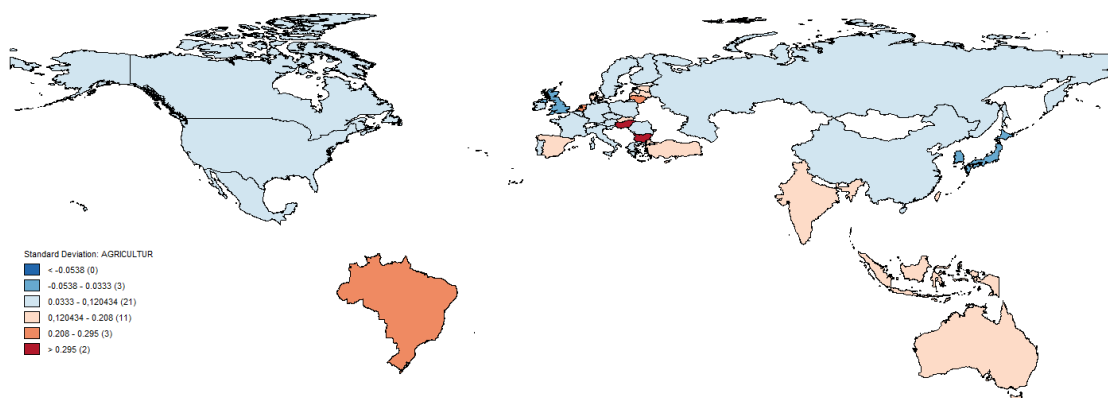 Standard Deviation: AGRICULTUR
< -0.0538 (0)
-0.0538 - 0.0333 (3)
0.0333 - 0,120434 (21)
0,120434 - 0.208 (11)
0.208 - 0.295 (3)
> 0.295 (2)